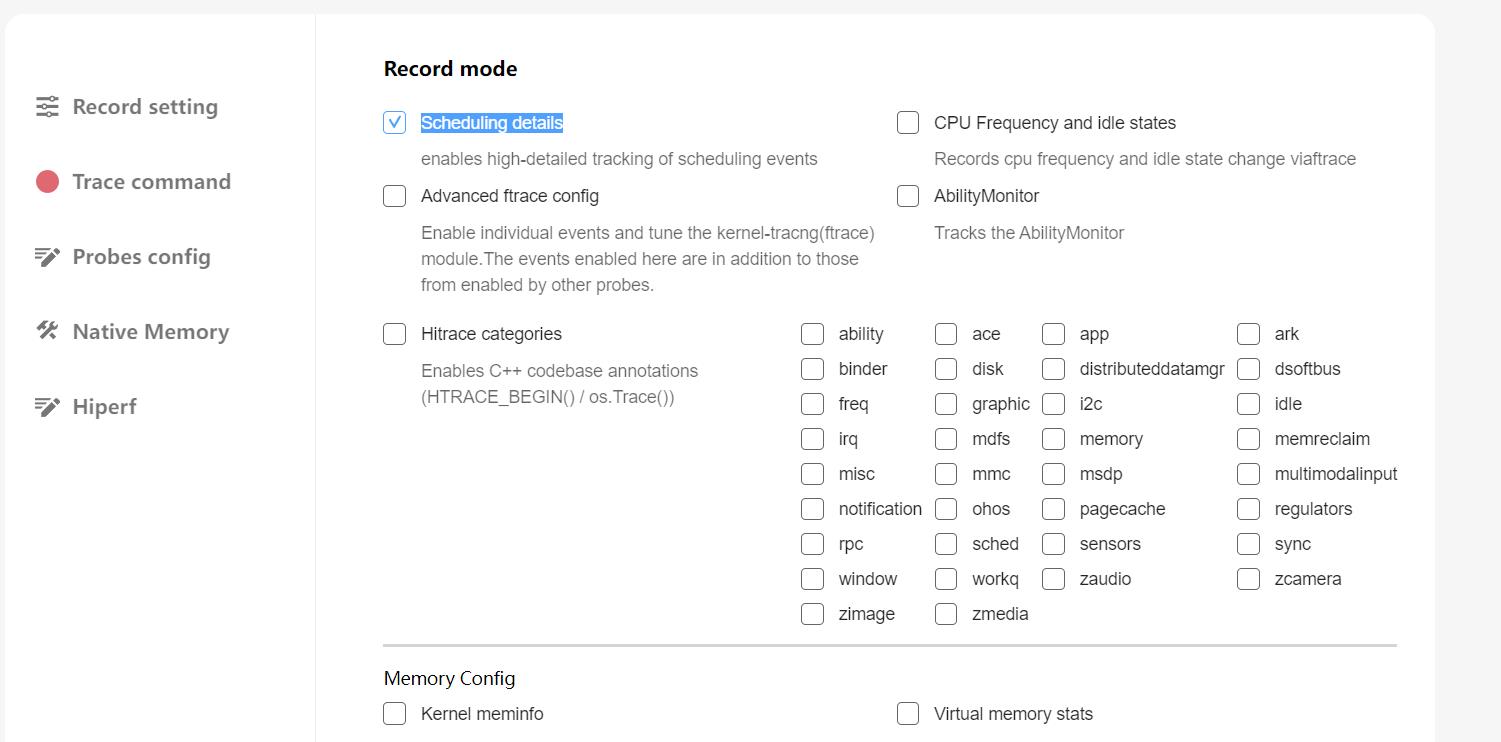 Record setting
Trace command
Probes config
Native Memory
Hiperf
Record mode
Scheduling details
enables high-detailed tracking of scheduling events
CPU Frequency and idle states
Records cpu frequency and idle state change viaftrace
Advanced ftrace config
Enable individual events and tune the kernel-tracng(ftrace)
module.The events enabled here are in addition to those
from enabled by other probes.
AbilityMonitor
Tracks the AbilityMonitor
Hitrace categories
Enables C++ codebase annotations
(HTRACE_BEGIN() / os.Trace())
ability ace app ark
binder disk distributeddatamgr dsoftbus
freq graphic i2c idle
irq mdfs memory memreclaim
misc mmc msdp multimodalinput
notification ohos pagecache regulators
rpc sched sensors sync
window workq zaudio zcamera
zimage zmedia
Memory Config
Kernel meminfo Virtual memory stats